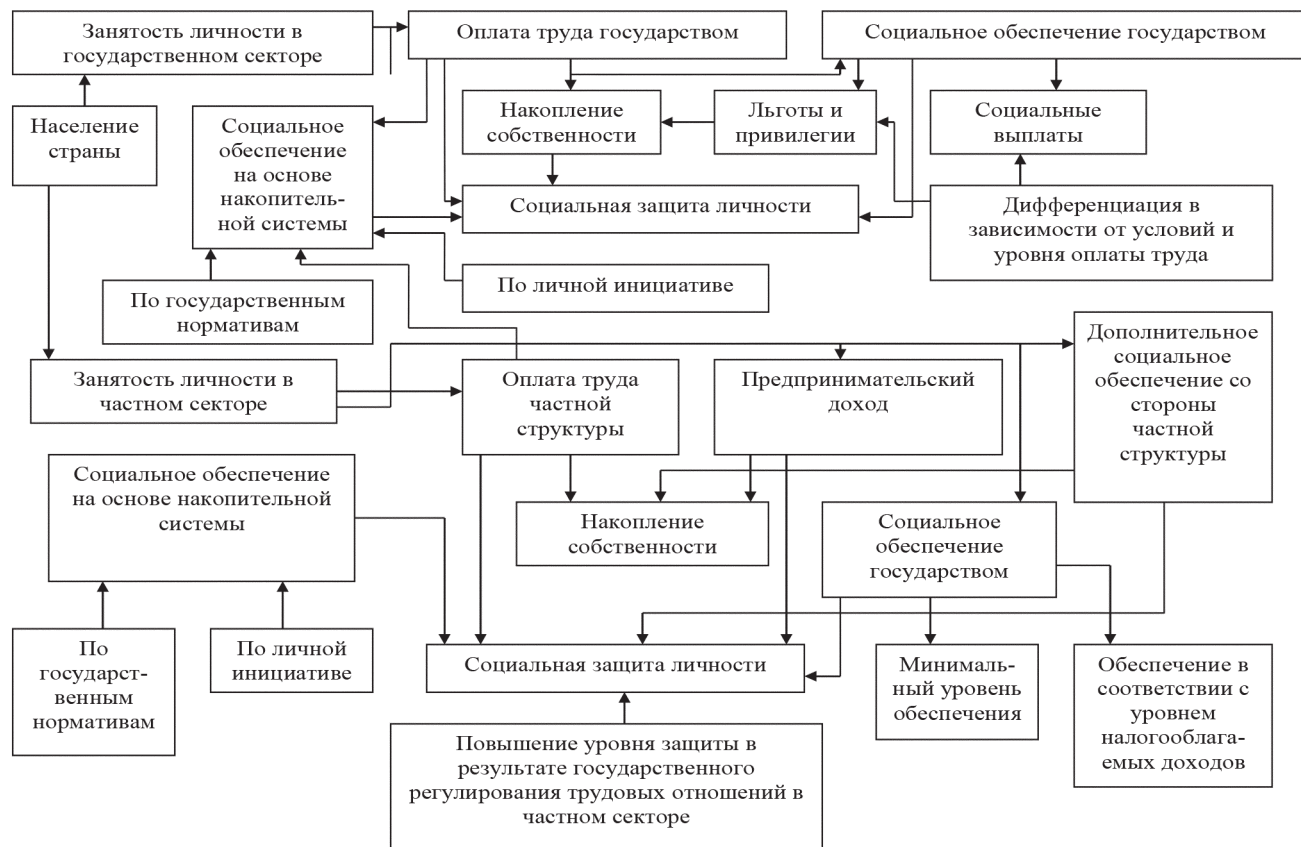 Занятость личности в
государственном секторе
Оплата труда государством
Социальное обеспечение государством
Население
страны
Социальное
обеспечение
на основе
накопитель-
ной системы
Накопление
собственности
Льготы и
привилегии
Социальные
выплаты
Социальная защита личности
Дифференциация в
зависимости от условий и
уровня оплаты труда
По государственным
нормативам
По личной инициативе
Занятость личности в
частном секторе
Оплата труда
частной
структуры
Предпринимательский
доход
Дополнительное
социальное
обеспечение со
стороны
частной
структуры
Социальное обеспечение
на основе накопительной
системы
Накопление
собственности
Социальное
обеспечение
государством
По
государст-
венным
нормативам
По личной
инициативе
Социальная защита личности
Минималь-
ный уровень
обеспечения
Обеспечение в
соответствии с
уровнем
налогооблага-
емых доходов
Повышение уровня защиты в
результате государственного
регулирования трудовых отношений в
частном секторе